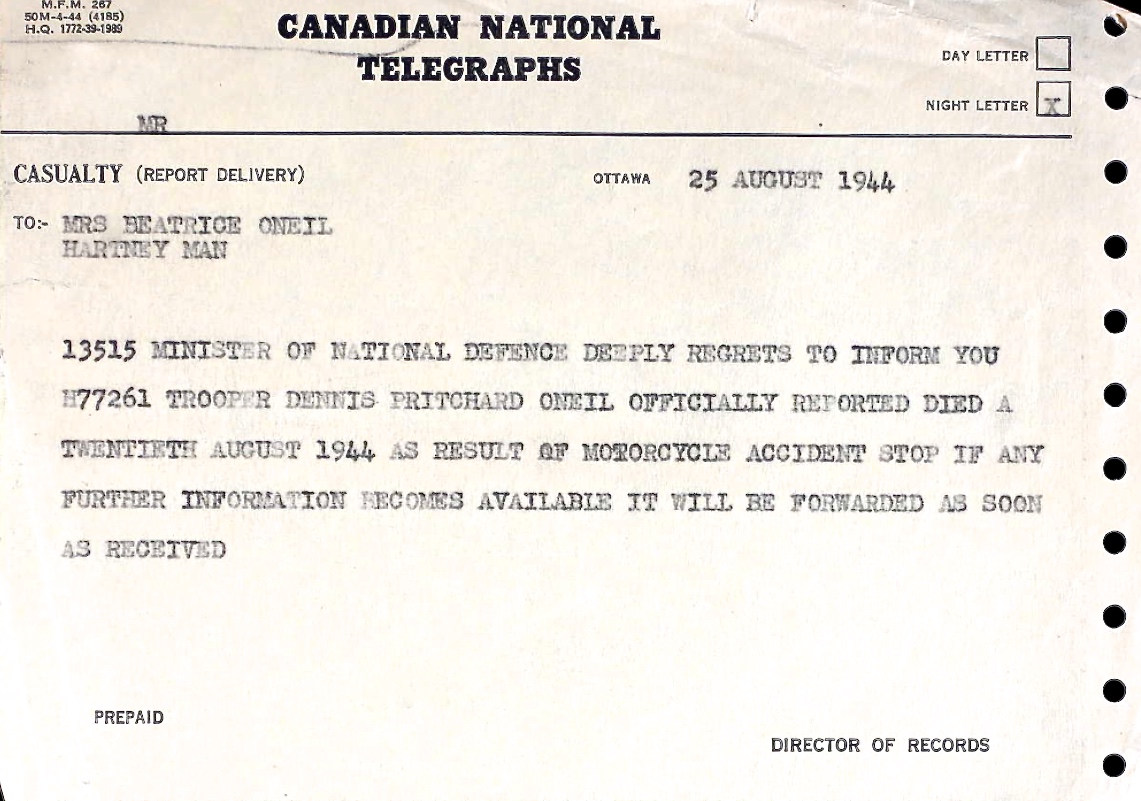 M.F.M. 267
50M-4-44 (4185)
H.Q. 1772-39-1989
CANADIAN NATIONAL
TELEGRAPHS
DAY LETTER
NIGHT LETTER X
MR
CASUALTY (REPORT DELIVERY)
OTTAWA 25 AUGUST 1944
TO:- MRS BEATRICE ONEIL
HARTNEY MAN
13515 MINISTER OF NATIONAL DEFENCE DEEPLY REGRETS TO INFORM YOU
H77261 TROOPER DENNIS PRITCHARD ONEIL OFFICIALLY REPORTED DIED A
TWENTIETH AUGUST 1944 AS RESULT OF MOTORCYCLE ACCIDENT STOP IF ANY
FURTHER INFORMATION BECOMES AVAILABLE IT WILL BE FORWARDED AS SOON
AS RECEIVED
PREPAID
DIRECTOR OF RECORDS